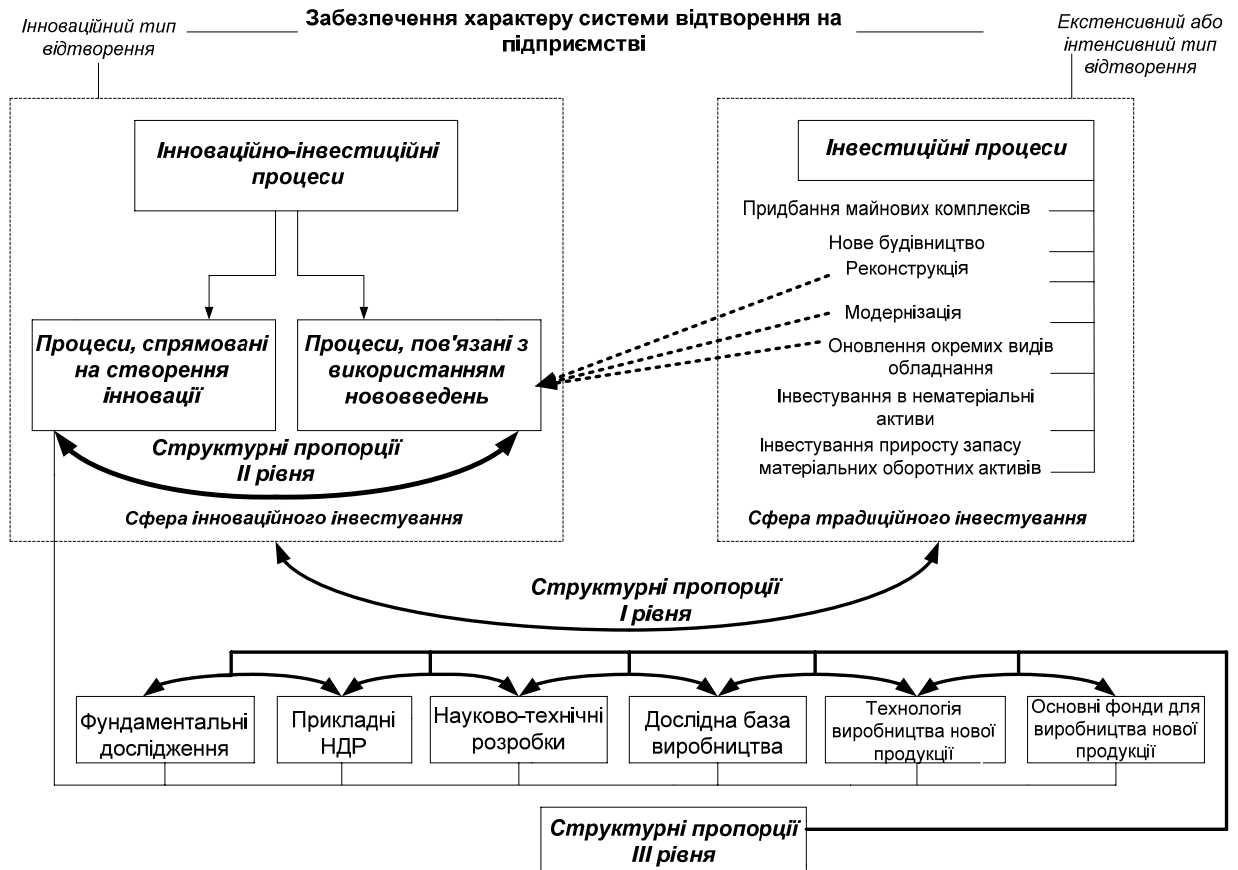 Забезпечення характеру системи відтворення на
підприємстві
Інноваційний тип
відтворення
Екстенсивний або
інтенсивний тип
відтворення
Інноваційно-інвестиційні
процеси
Процеси, спрямовані
на створення
інновації
Процеси, пов'язані з
використанням
нововведень
Структурні пропорції
II рівня
Сфера інноваційного інвестування
Інвестиційні процеси
Придбання майнових комплексів
Нове будівництво
Реконструкція
Модернізація
Оновлення окремих видів
обладнання
Інвестування в нематеріальні
активи
Інвестування приросту запасу
матеріальних оборотних активів
Сфера традиційного інвестування
Структурні пропорції
I рівня
Фундаментальні
дослідження
Прикладні
НДР
Науково-технічні
розробки
Дослідна база
виробництва
Технологія
виробництва нової
продукції
Основні фонди для
виробництва нової
продукції
Структурні пропорції
III рівня